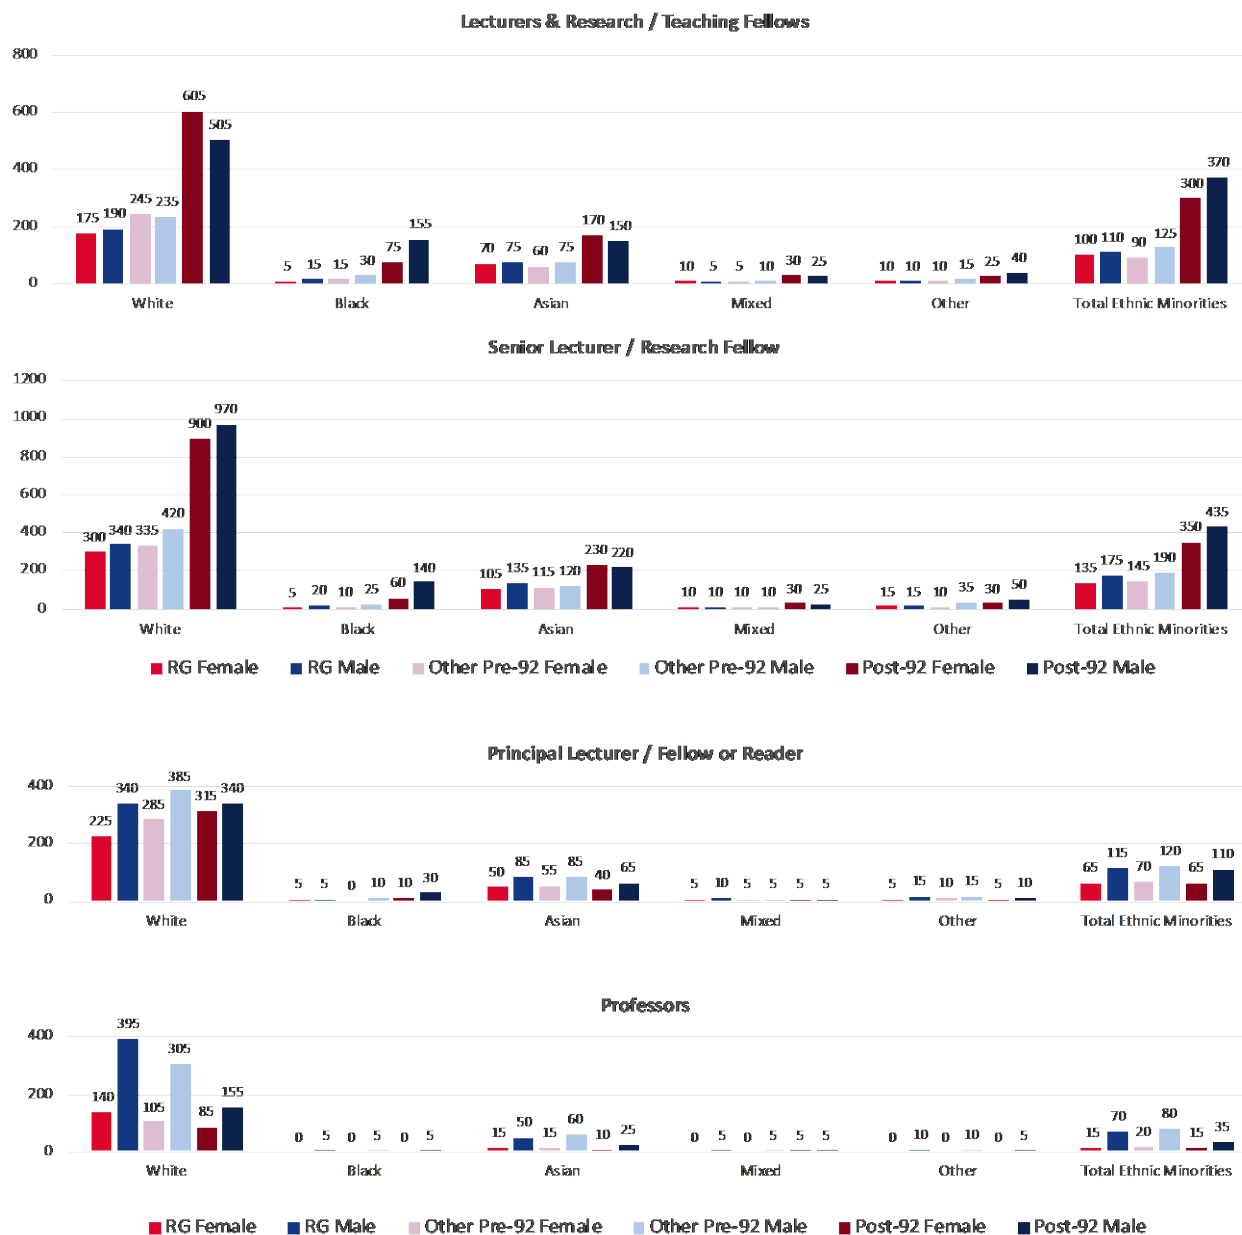 Lecturers & Research / Teaching Fellows
800
600
400
200
0
175 190 245 235 605 505
5 15 15 30 75 155
70 75 60 75 170 150
10 5 5 10 30 25
10 10 10 15 25 40
100 110 90 125 300 370
White Black Asian Mixed Other Total Ethnic Minorities
Senior Lecturer / Research Fellow
1200
1000
800
600
400
200
0
300 340 335 420 900 970
5 20 10 25 60 140
105 135 115 120 230 220
10 10 10 10 30 25
15 15 10 35 30 50
135 175 145 190 350 435
White Black Asian Mixed Other Total Ethnic Minorities
RG Female RG Male Other Pre-92 Female Other Pre-92 Male Post-92 Female Post-92 Male
Principal Lecturer / Fellow or Reader
400
200
0
225 340 285 385 315 340
5 5 0 10 10 30
50 85 55 85 40 65
5 10 5 5 5 5
5 15 10 15 5 10
65 115 70 120 65 110
White Black Asian Mixed Other Total Ethnic Minorities
Professors
400
200
0
140 395 105 305 85 155
0 5 0 5 0 5
15 50 15 60 10 25
0 5 0 5 5 5
0 10 0 10 0 5
15 70 20 80 15 35
White Black Asian Mixed Other Total Ethnic Minorities
RG Female RG Male Other Pre-92 Female Other Pre-92 Male Post-92 Female Post-92 Male